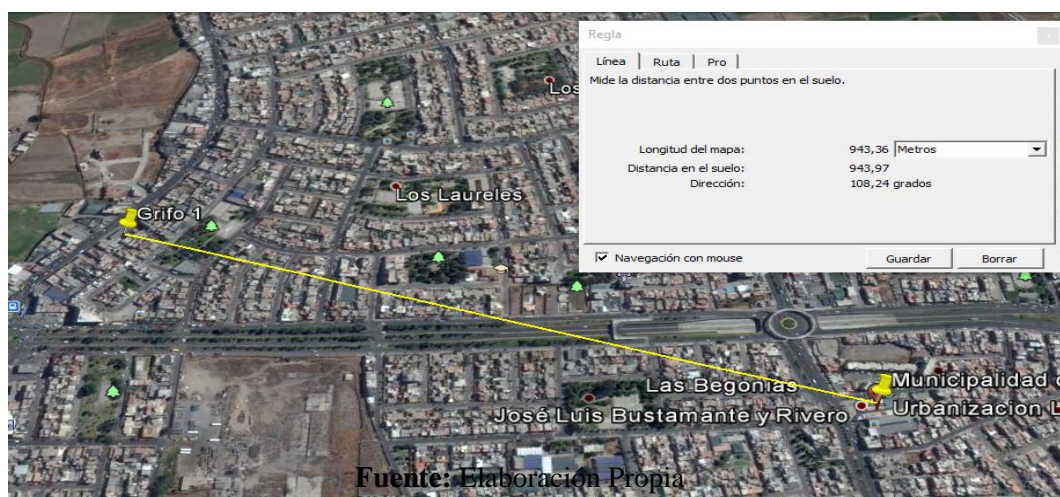 Regla
Línea Ruta Pro
Mide la distancia entre dos puntos en el suelo.
Longitud del mapa: 943,36 Metros
Distancia en el suelo: 943,97
Dirección: 108,24 grados
Navegación con mouse Guardar Borrar
Los
Los Laureles
Grifo 1
Las Begonias
Municipalidad
José Luis Bustamante y Rivero
Urbanizacion L
Fuente: Elaboración Propia